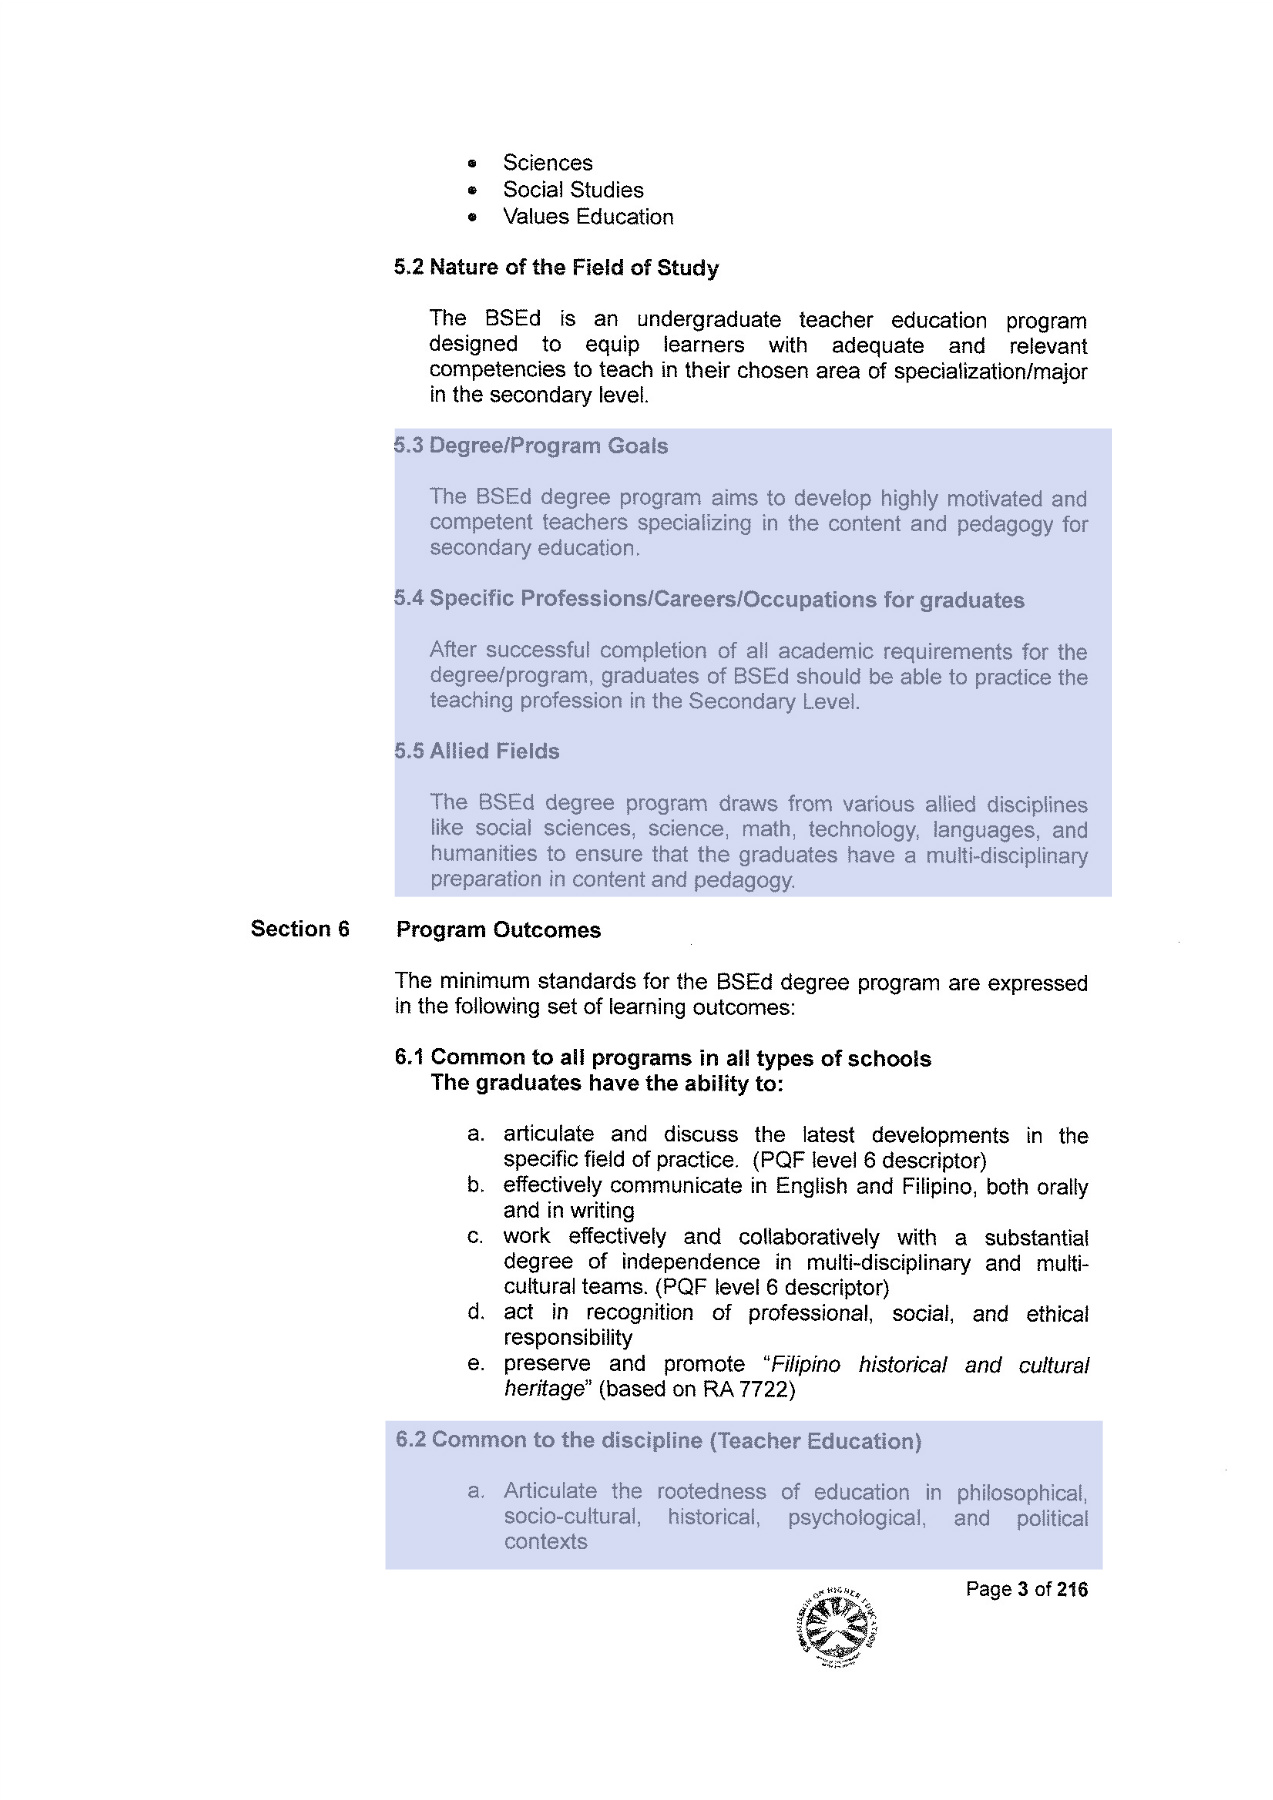 • Sciences
• Social Studies
• Values Education
5.2 Nature of the Field of Study
The BSEd is an undergraduate teacher education program
designed to equip learners with adequate and relevant
competencies to teach in their chosen area of specialization/major
in the secondary level.
5.3 Degree/Program Goals
The BSEd degree program aims to develop highly motivated and
competent teachers specializing in the content and pedagogy for
secondary education.
5.4 Specific Professions/Careers/Occupations for graduates
After successful completion of all academic requirements for the
degree/program, graduates of BSEd should be able to practice the
teaching profession in the Secondary Level.
5.5 Allied Fields
The BSEd degree program draws from various allied disciplines
like social sciences, science, math, technology, languages, and
humanities to ensure that the graduates have a multi-disciplinary
preparation in content and pedagogy.
Section 6 Program Outcomes
The minimum standards for the BSEd degree program are expressed
in the following set of learning outcomes:
6.1 Common to all programs in all types of schools
The graduates have the ability to:
a. articulate and discuss the latest developments in the
specific field of practice. (PQF level 6 descriptor)
b. effectively communicate in English and Filipino, both orally
and in writing
c. work effectively and collaboratively with a substantial
degree of independence in multi-disciplinary and multi-
cultural teams. (PQF level 6 descriptor)
d. act in recognition of professional, social, and ethical
responsibility
e. preserve and promote "Filipino historical and cultural
heritage" (based on RA 7722)
6.2 Common to the discipline (Teacher Education)
a. Articulate the rootedness of education in philosophical,
socio-cultural, historical, psychological, and political
contexts
Page 3 of 216